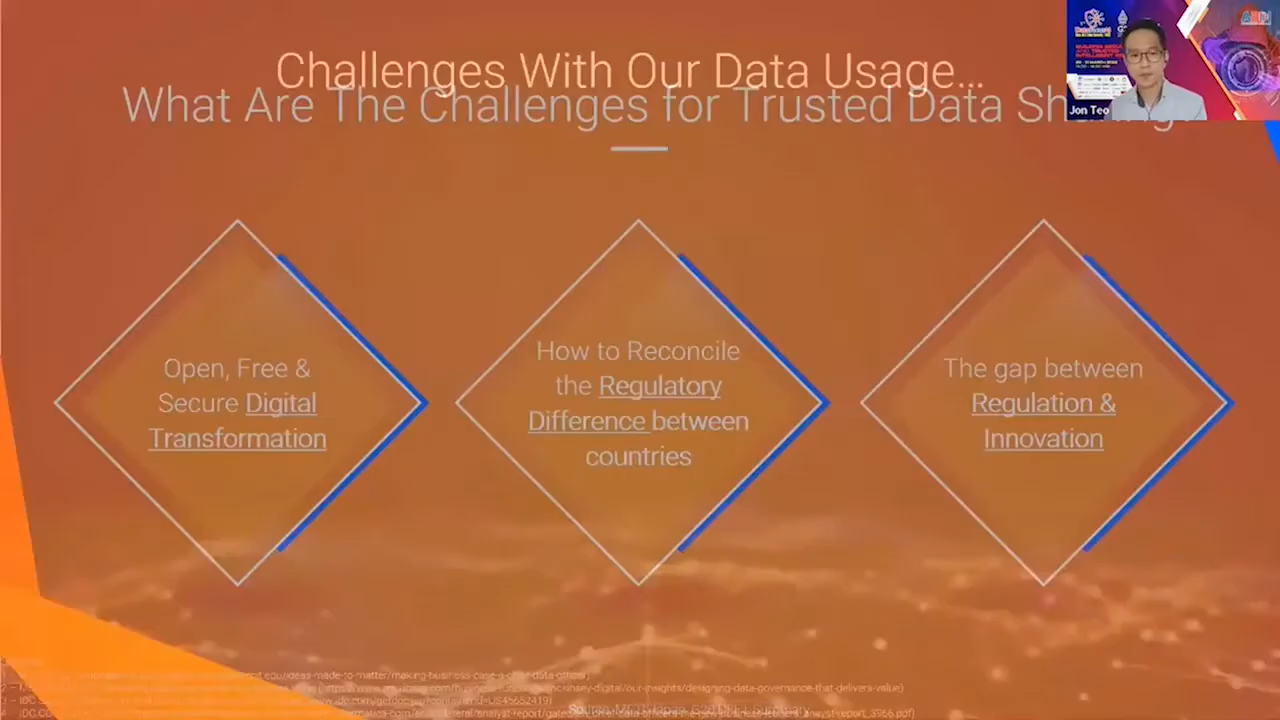 Challenges With Our Data Usage...
What Are The Challenges for Trusted Data
Jon Teo
Open, Free &
Secure Digital
Transformation
How to Reconcile
the Regulatory
Difference between
countries
The gap between
Regulation &
Innovation